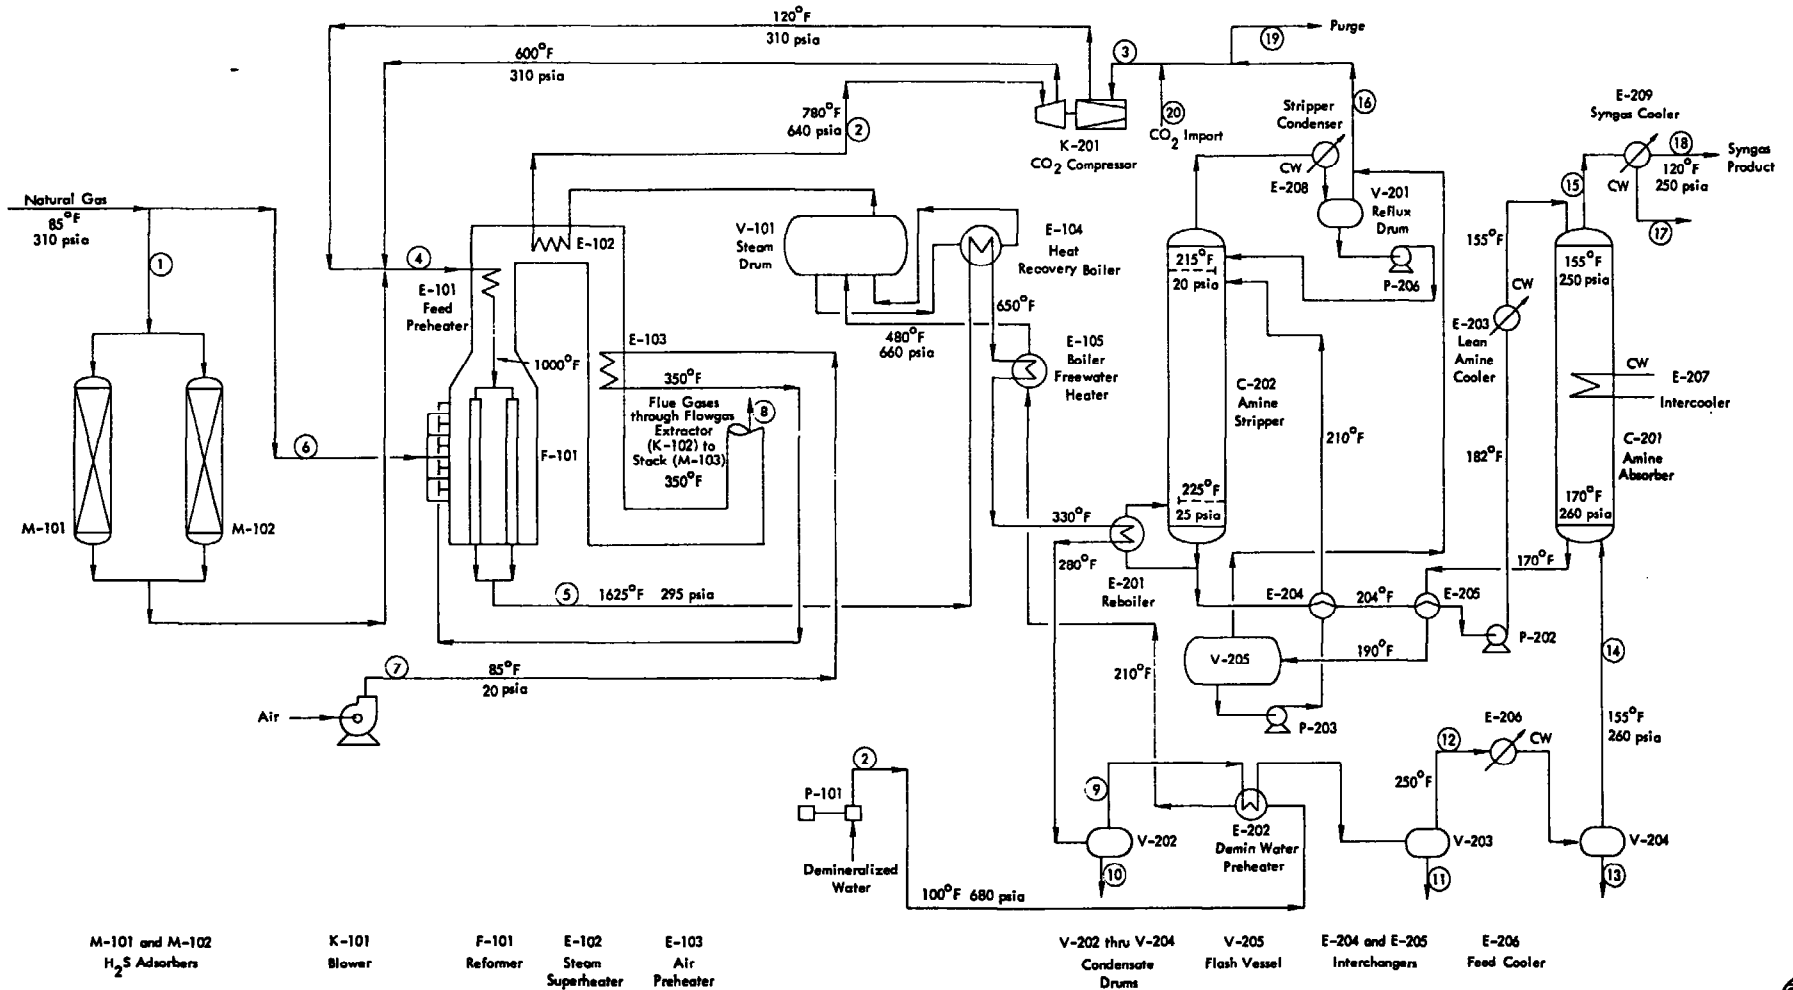 120°F
310 psia
600°F
310 psia
780°F
640 psia
2
3
19
Purge
16
20
CO2 Import
K-201
CO2 Compressor
Stripper
Condenser
CW
E-208
V-201
Reflux
Drum
P-206
E-209
Syngas Cooler
18
120°F
250 psia
Syngas
Product
CW
15
17
Natural Gas
85°F
310 psia
1
4
E-101
Feed
Preheater
E-102
V-101
Steam
Drum
E-104
Heat
Recovery Boiler
650°F
480°F
660 psia
E-105
Boiler
Freewater
Heater
215°F
20 psia
C-202
Amine
Stripper
225°F
25 psia
155°F
CW
E-203
Lean
Amine
Cooler
182°F
155°F
250 psia
CW
E-207
Intercooler
C-201
Amine
Absorber
170°F
260 psia
1000°F
E-103
350°F
Flue Gases
through Flowgas
Extractor
(K-102) to
Stack (M-103)
350°F
8
6
F-101
M-101
M-102
5
1625°F 295 psia
330°F
280°F
E-201
Reboiler
210°F
E-204
204°F
E-205
170°F
P-202
V-205
190°F
P-203
210°F
14
155°F
260 psia
7
85°F
20 psia
Air
2
P-101
Demineralized
Water
100°F 680 psia
9
V-202
10
E-202
Demin Water
Preheater
12
250°F
E-206
CW
V-203
11
V-204
13
M-101 and M-102
H2S Adsorbers
K-101
Blower
F-101
Reformer
E-102
Steam
Superheater
E-103
Air
Preheater
V-202 thru V-204
Condensate
Drums
V-205
Flash Vessel
E-204 and E-205
Interchangers
E-206
Feed Cooler